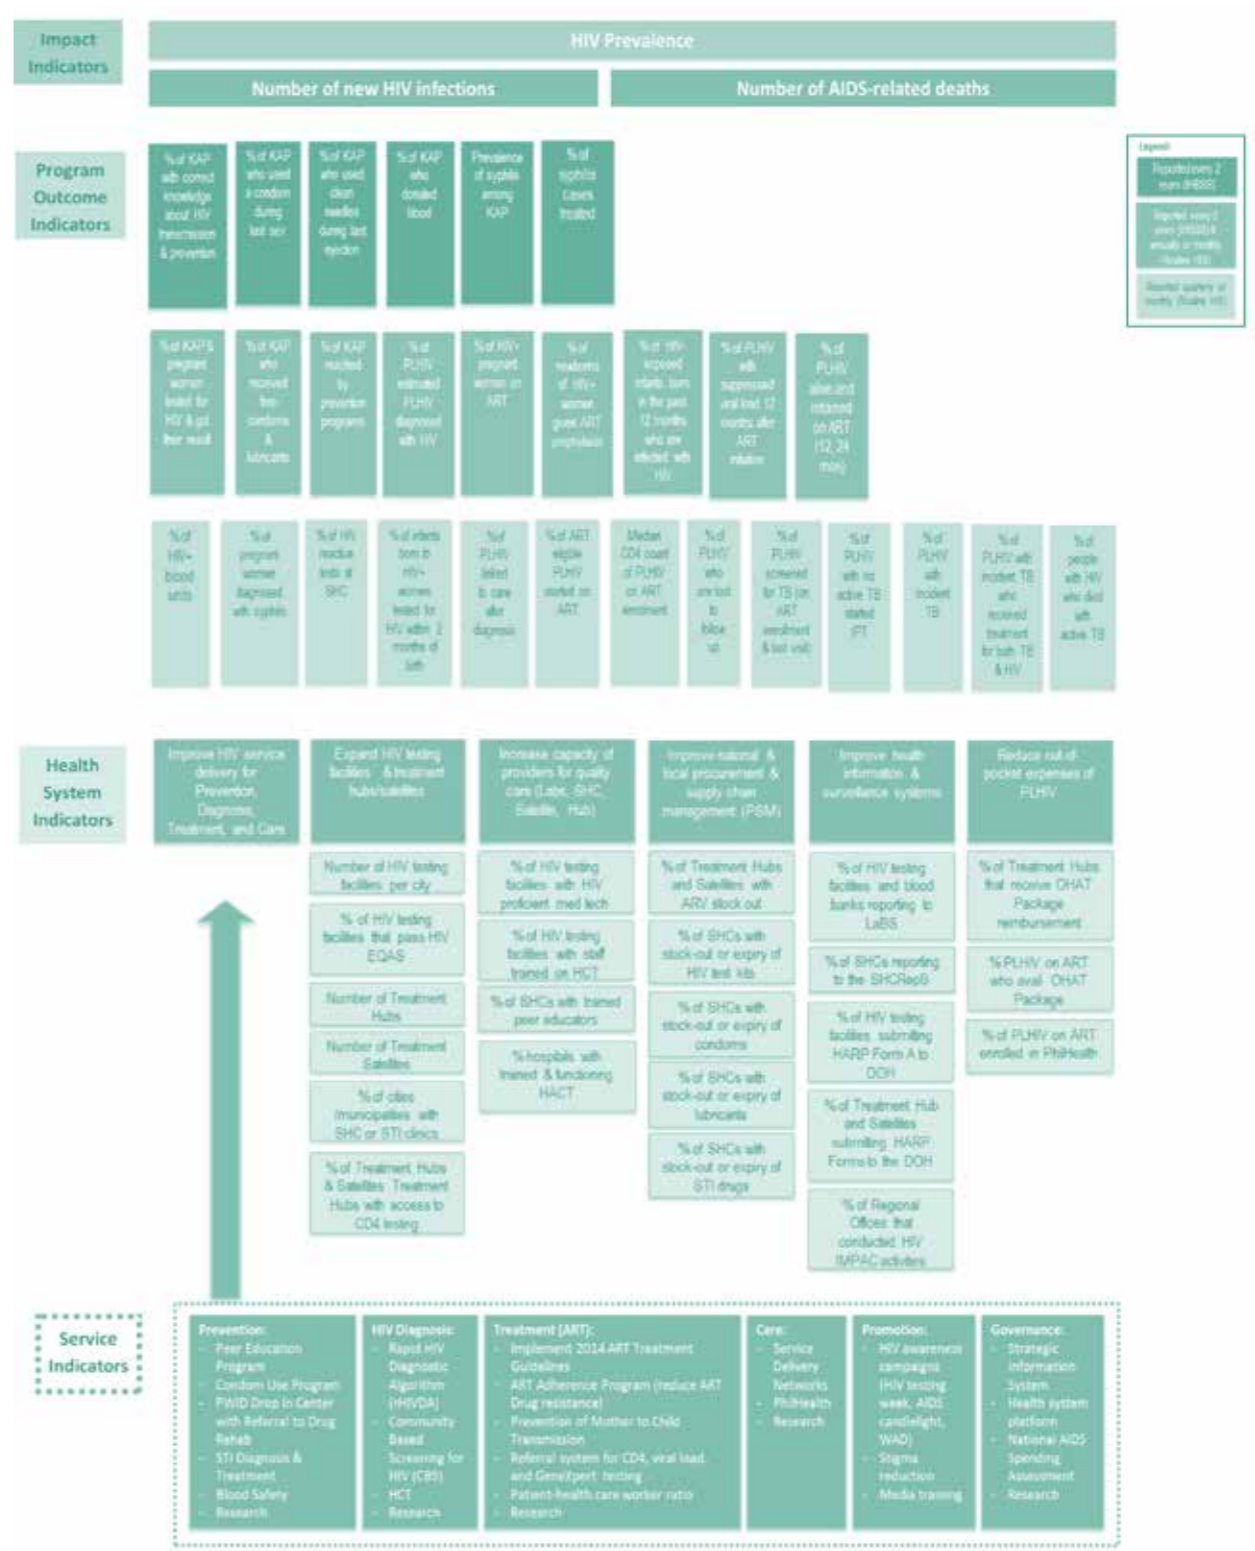 Impact
Indicators
HIV Prevalence
Number of new HIV infections
Number of AIDS-related deaths
Program
Outcome
Indicators
% of KAP
with correct
knowledge
about HIV
transmission
& prevention
% of KAP
who used
a condom
during
last sex
% of KAP
who used
clean
needles
during last
% of KAP
who
donated
blood
Prevalence
of syphilis
among
KAP
% of
syphilis
cases
treated
Legend:
Reported every 2
years (IHBSS)
Reported every 2
years (IHBSS) &
annually or monthly
Reported quarterly or
monthly
% of KAP &
pregnant
women
tested for
HIV & got
their result
% of KAP
who
received
free
condoms
&
lubricants
% of KAP
reached
by
prevention
programs
% of
PLHIV
estimated
PLHIV
diagnosed
with HIV
% of HIV+
pregnant
women on
ART
% of
newborns
of HIV+
women
given ART
prophylaxis
% of HIV-
exposed
infants born
in the past
12 months
who are
infected with
HIV
% of PLHIV
with
suppressed
viral load 12
months after
ART
initiation
% of
PLHIV
alive and
retained
on ART
(12, 24
mos)
% of
HIV+
blood
units
% of
pregnant
women
diagnosed
with syphilis
% of HIV
reactive
tests at
SHC
% of infants
born to
HIV+
women
tested for
HIV within 2
months of
birth
% of
PLHIV
linked
to care
after
diagnosis
% of ART
eligible
PLHIV
started on
ART
Median
CD4 count
of PLHIV
on ART
enrolment
% of
PLHIV
who
are lost
to
follow
up
% of
PLHIV
screened
for TB (on
ART
enrolment
& last visit)
% of
PLHIV
with no
active TB
started
IPT
% of
PLHIV
with
incident
TB
% of
PLHIV with
incident TB
who
received
treatment
for both TB
& HIV
% of
people
with HIV
who died
with
active TB
Health
System
Indicators
Improve HIV service
delivery for
Prevention,
Diagnosis,
Treatment, and Care
Expand HIV testing
facilities & treatment
hubs/satellites
Increase capacity of
providers for quality
care (Labs, SHC,
Satellite, Hub)
Improve national &
local procurement &
supply chain
management (PSM)
Improve health
information &
surveillance systems
Reduce out-of-
pocket expenses of
PLHIV
Number of HIV testing
facilities per city
% of HIV testing
facilities that pass HIV
EQAS
Number of Treatment
Hubs
Number of Treatment
Satellites
% of cities
/municipalities with
SHC or STI clinics
% of Treatment Hubs
& Satellites Treatment
Hubs with access to
CD4 testing
% of HIV testing
facilities with HIV
proficient med tech
% of HIV testing
facilities with staff
trained on HCT
% of SHCs with trained
peer educators
% hospitals with
trained & functioning
HACT
% of Treatment Hubs
and Satellites with
ARV stock out
% of SHCs with
stock-out or expiry of
HIV test kits
% of SHCs with
stock-out or expiry of
condoms
% of SHCs with
stock-out or expiry of
lubricants
% of SHCs with
stock-out or expiry of
STI drugs
% of HIV testing
facilities and blood
banks reporting to
LaBS
% of SHCs reporting
to the SHCRepS
% of HIV testing
facilities submitting
HARP Form A to
DOH
% of Treatment Hub
and Satellites
submitting HARP
Forms to the DOH
% of Regional
Offices that
conducted HIV
IMPAC activities
% of Treatment Hubs
that receive OHAT
Package
reimbursement
% PLHIV on ART
who avail OHAT
Package
% of PLHIV on ART
enrolled in PhilHealth
Service
Indicators
Prevention:
- Peer Education
Program
- Condom Use Program
- PWID Drop In Center
with Referral to Drug
Rehab
- STI Diagnosis &
Treatment
- Blood Safety
- Research
HIV Diagnosis:
- Rapid HIV
Diagnostic
Algorithm
(rHIVDA)
- Community
Based
Screening for
HIV (CBS)
- HCT
- Research
Treatment (ART):
- Implement 2014 ART Treatment
Guidelines
- ART Adherence Program (reduce ART
Drug resistance)
- Prevention of Mother to Child
Transmission
- Referral system for CD4, viral load
and GeneXpert testing
- Patient-health care worker ratio
- Research
Care:
- Service
Delivery
Networks
- PhilHealth
- Research
Promotion:
- HIV awareness
campaigns
(HIV testing
week, AIDS
candlelight,
WAD)
- Stigma
reduction
- Media training
Governance:
- Strategic
Information
System
- Health system
platform
- National AIDS
Spending
Assessment
- Research